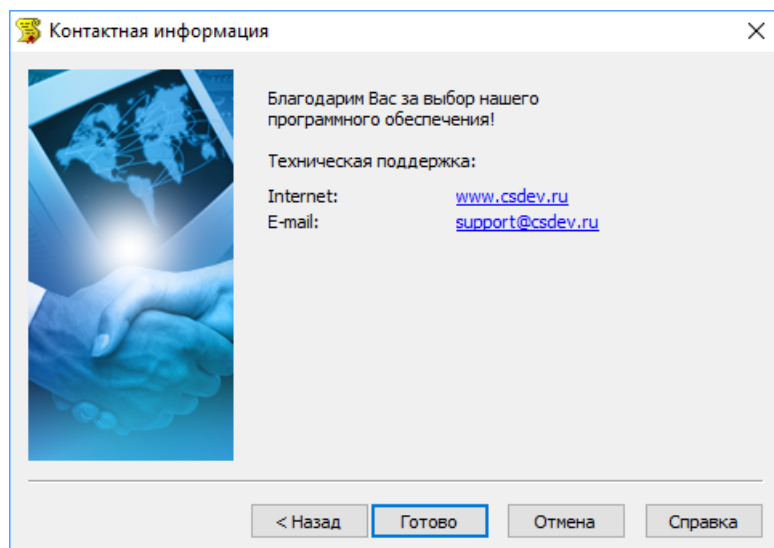 Контактная информация
Благодарим Вас за выбор нашего
программного обеспечения!
Техническая поддержка:
Internet: www.csdev.ru
E-mail: support@csdev.ru
< Назад Готово Отмена Справка